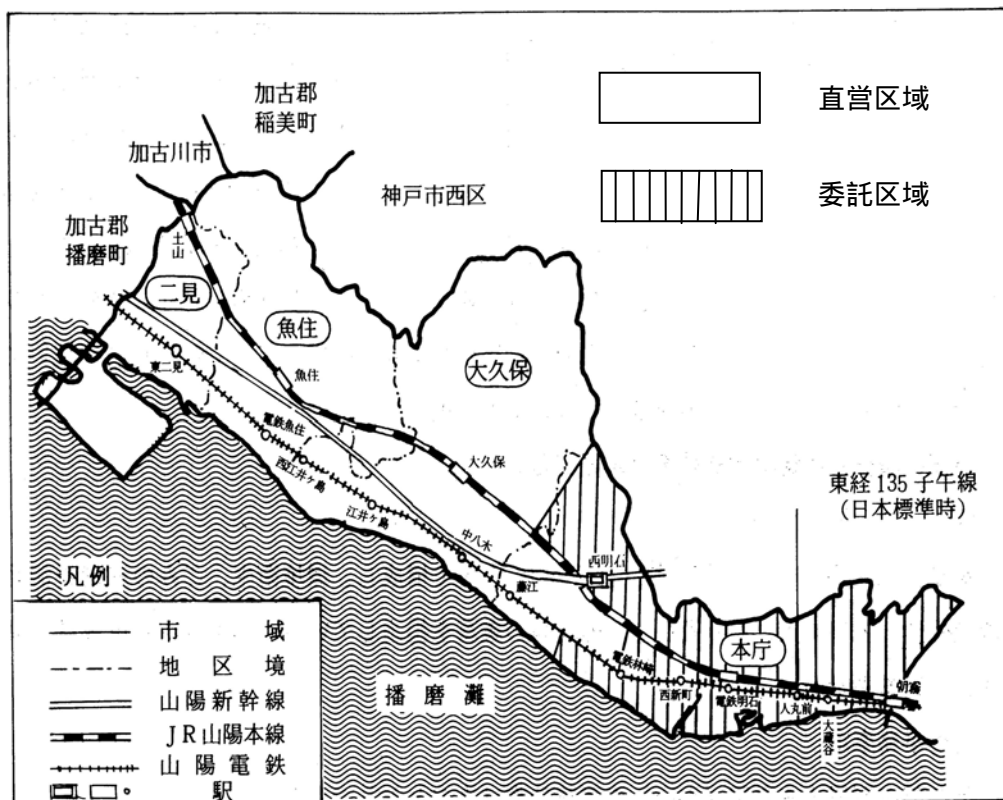 加古郡
稲美町
加古川市
神戸市西区
加古郡
播磨町
直営区域
委託区域
土山
二見
魚住
大久保
東二見
魚住
電鉄魚住
西江井ヶ島
江井ヶ島
大久保
中八木
藤江
西明石
東経135子午線
(日本標準時)
本庁
電鉄林崎
西新町
電鉄明石
人丸前
大蔵谷
朝霧
播磨灘
凡例
市域
地区境
山陽新幹線
JR山陽本線
山陽電鉄
駅